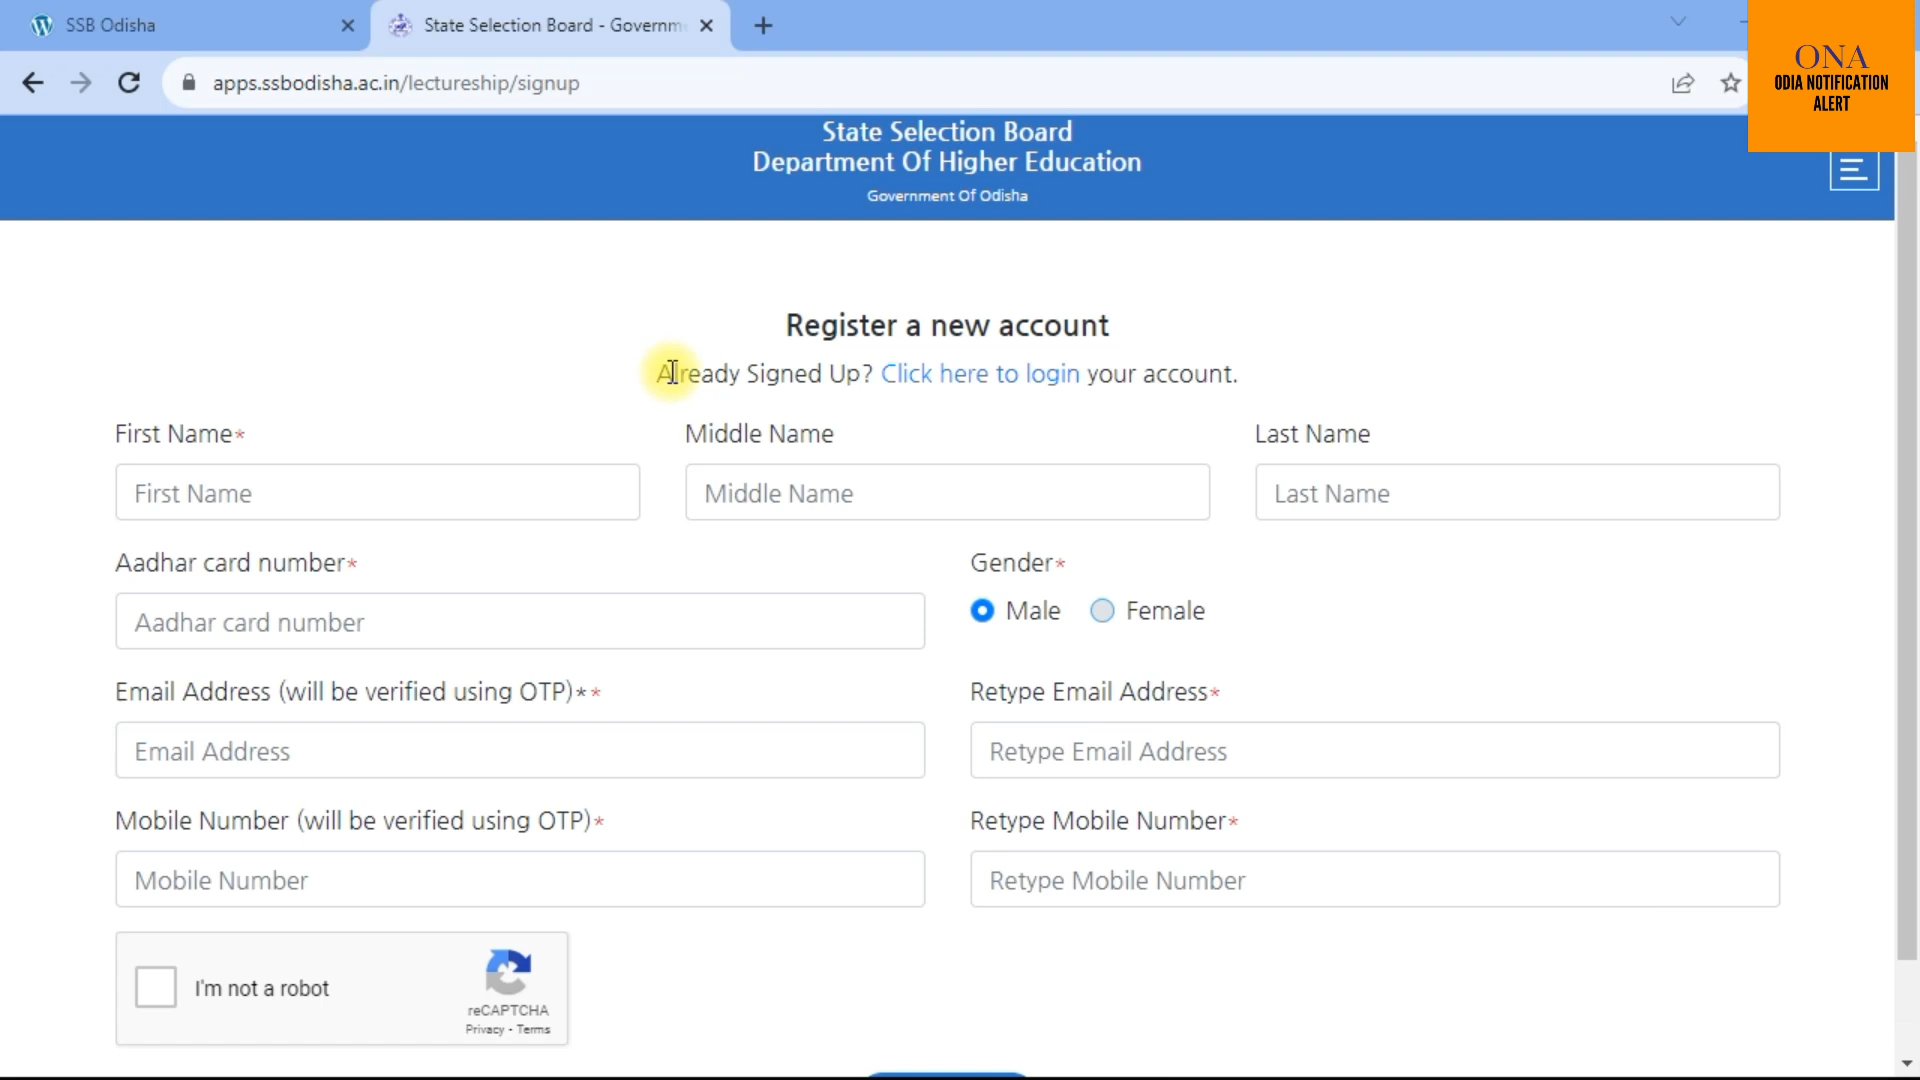 SSB Odisha
State Selection Board - Governm
apps.ssbodisha.ac.in/lectureship/signup
ONA
ODIA NOTIFICATION
ALERT
State Selection Board
Department Of Higher Education
Government Of Odisha
Register a new account
Already Signed Up? Click here to login your account.
First Name*
Middle Name
Last Name
First Name
Middle Name
Last Name
Aadhar card number*
Gender*
Aadhar card number
Male
Female
Email Address (will be verified using OTP)**
Retype Email Address*
Email Address
Retype Email Address
Mobile Number (will be verified using OTP)*
Retype Mobile Number*
Mobile Number
Retype Mobile Number
I'm not a robot
reCAPTCHA
Privacy - Terms